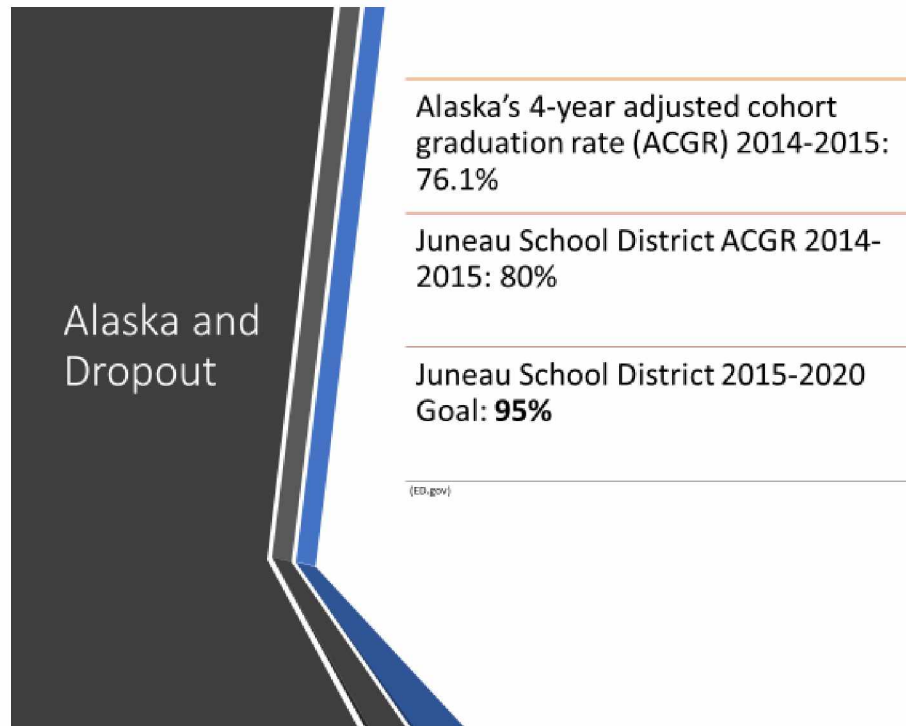 Alaska and
Dropout
Alaska’s 4-year adjusted cohort
graduation rate (ACGR) 2014-2015:
76.1%
Juneau School District ACGR 2014-
2015: 80%
Juneau School District 2015-2020
Goal: 95%
(ED.gov)